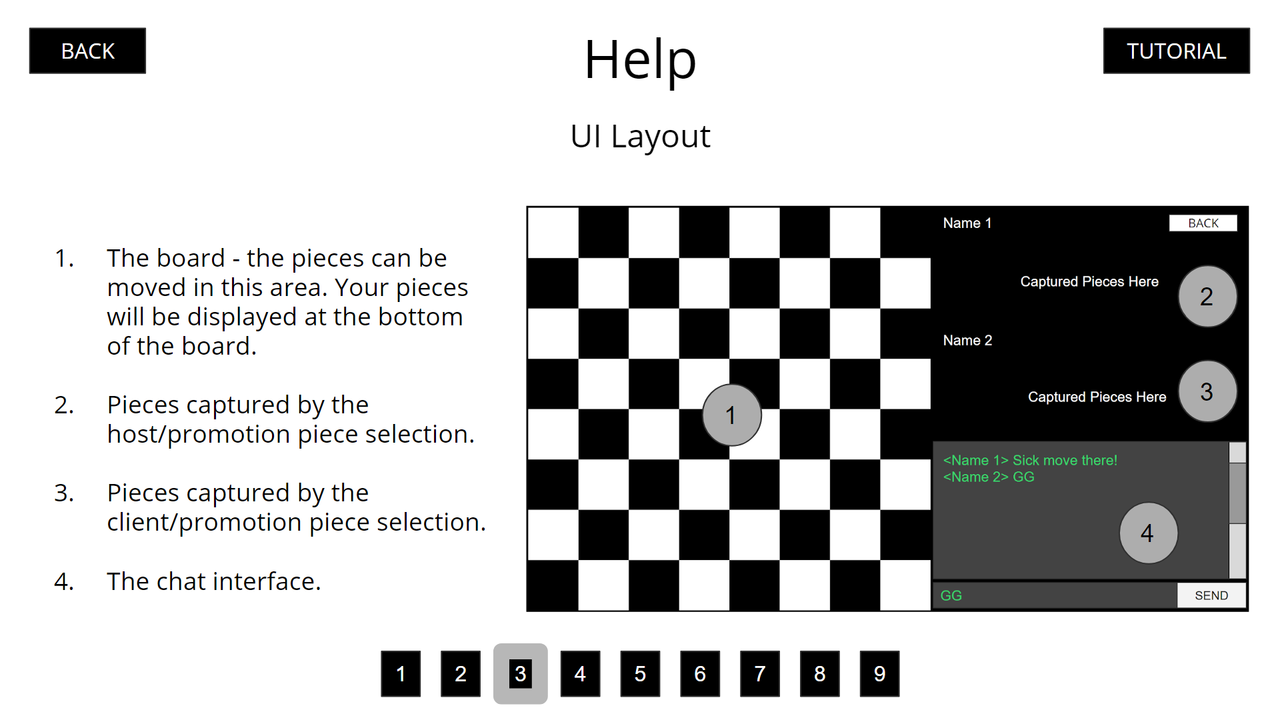 BACK
Help
TUTORIAL
UI Layout
1. The board - the pieces can be
moved in this area. Your pieces
will be displayed at the bottom
of the board.
2. Pieces captured by the
host/promotion piece selection.
3. Pieces captured by the
client/promotion piece selection.
4. The chat interface.
1
Name 1
BACK
Captured Pieces Here
2
Name 2
Captured Pieces Here
3
<Name 1> Sick move there!
<Name 2> GG
4
GG
SEND
1 2 3 4 5 6 7 8 9